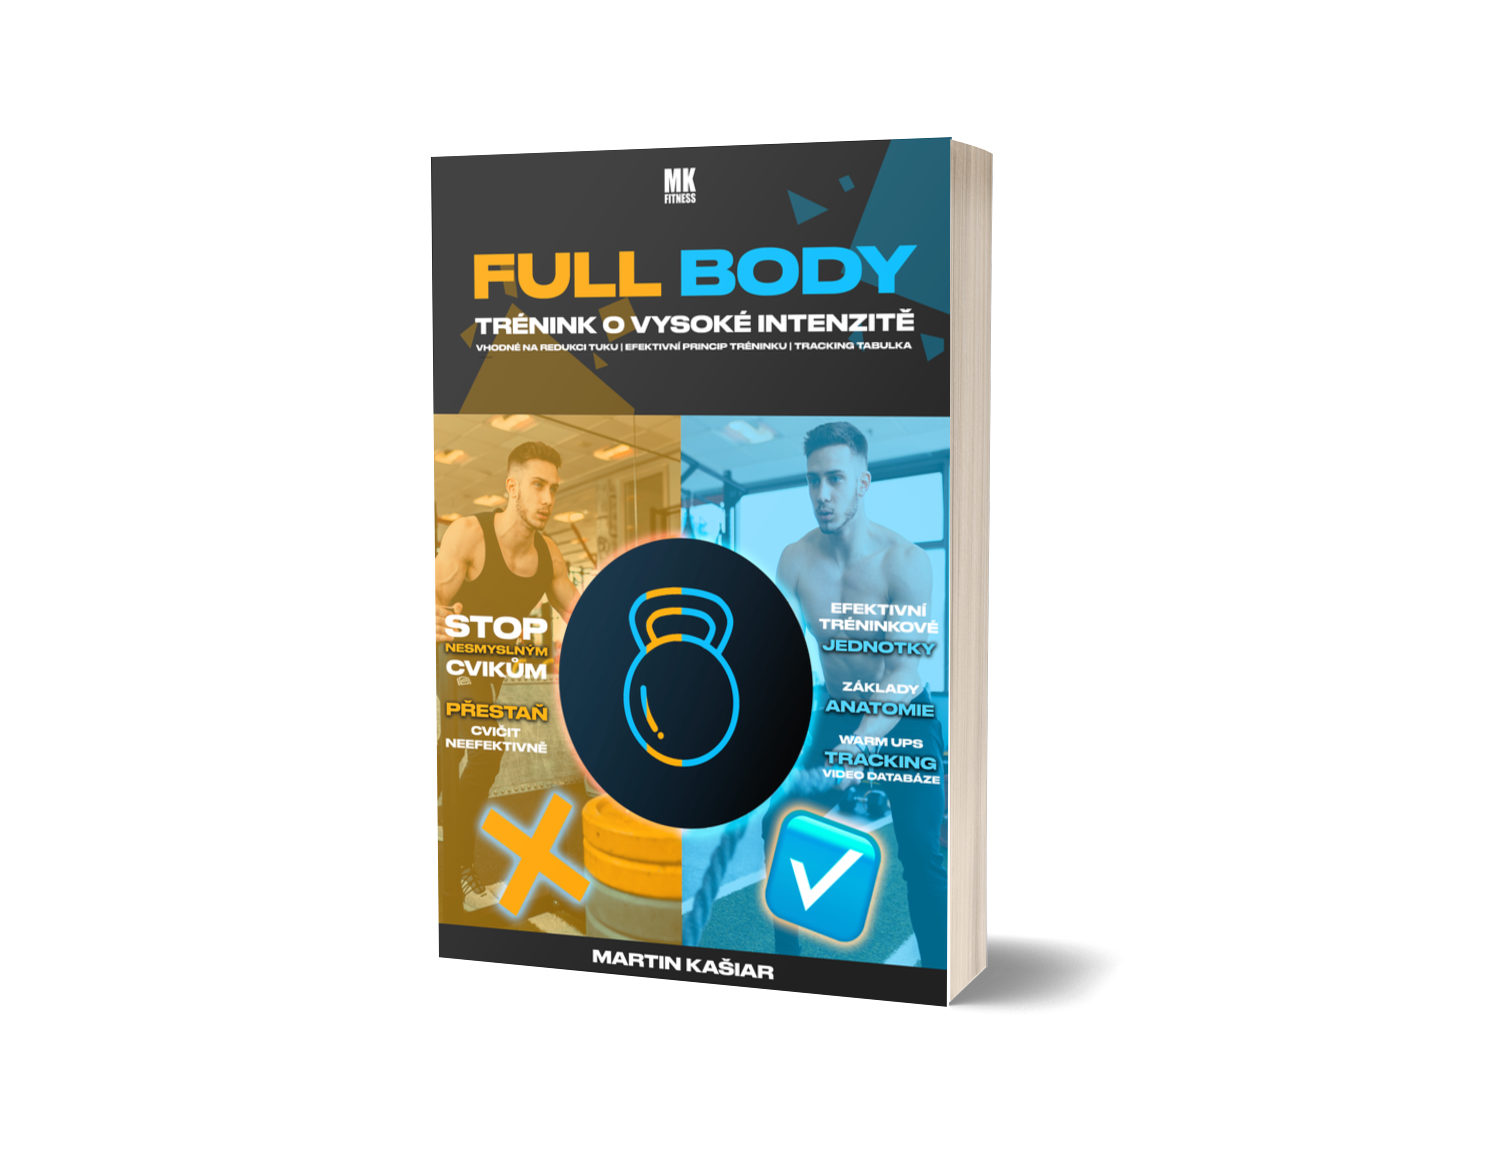 MK
FITNESS
FULL BODY
TRÉNINK O VYSOKÉ INTENZITĚ
VHODNÉ NA REDUKCI TUKU | EFEKTIVNÍ PRINCIP TRÉNINKU | TRACKING TABULKA
STOP
NESMYSLNÝM
CVIKŮM
PŘESTAŇ
CVIČIT
NEEFEKTIVNĚ
EFEKTIVNÍ
TRÉNINKOVÉ
JEDNOTKY
ZÁKLADY
ANATOMIE
WARM UPS
TRACKING
VIDEO DATABÁZE
MARTIN KAŠIAR